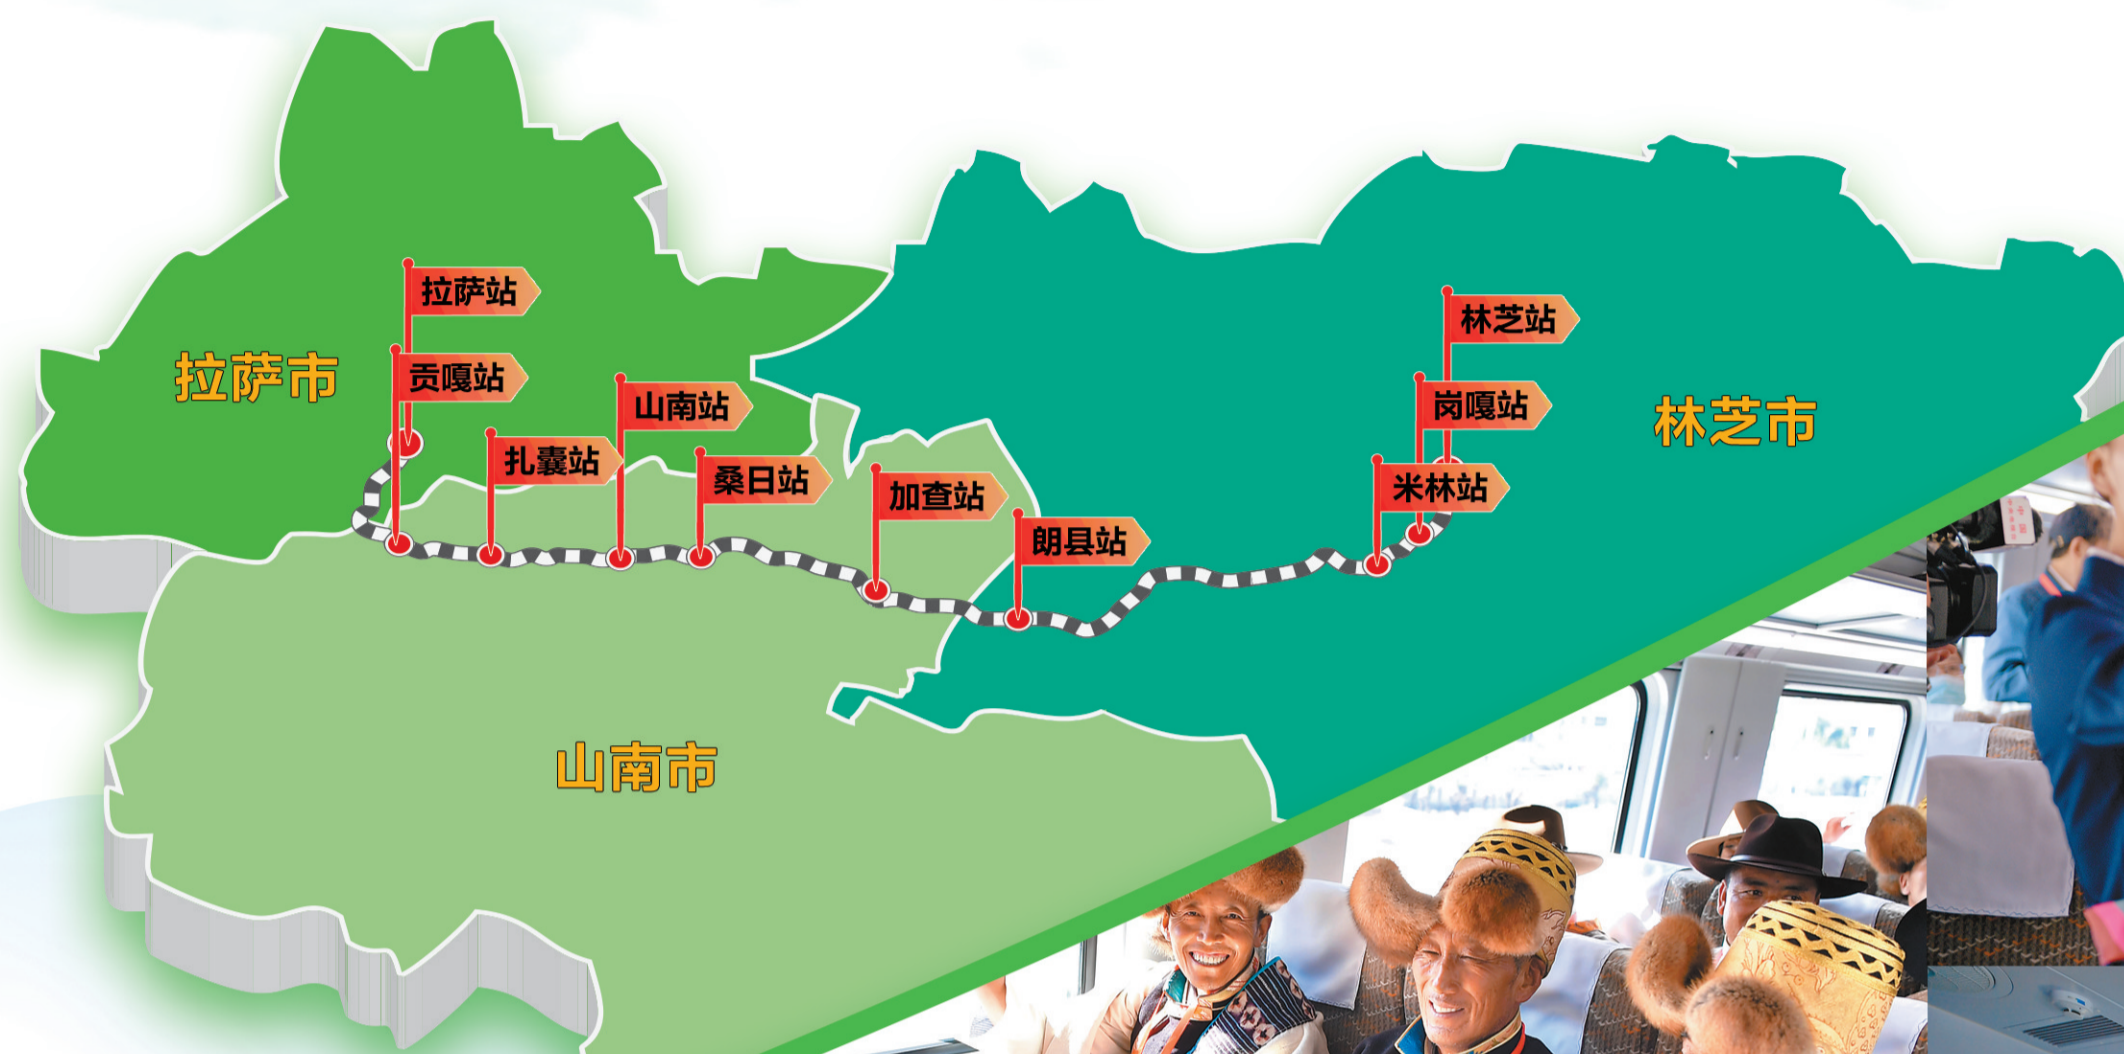 拉萨站
林芝站
拉萨市
贡嘎站
山南站
岗嘎站
林芝市
扎囊站
桑日站
加查站
米林站
朗县站
山南市